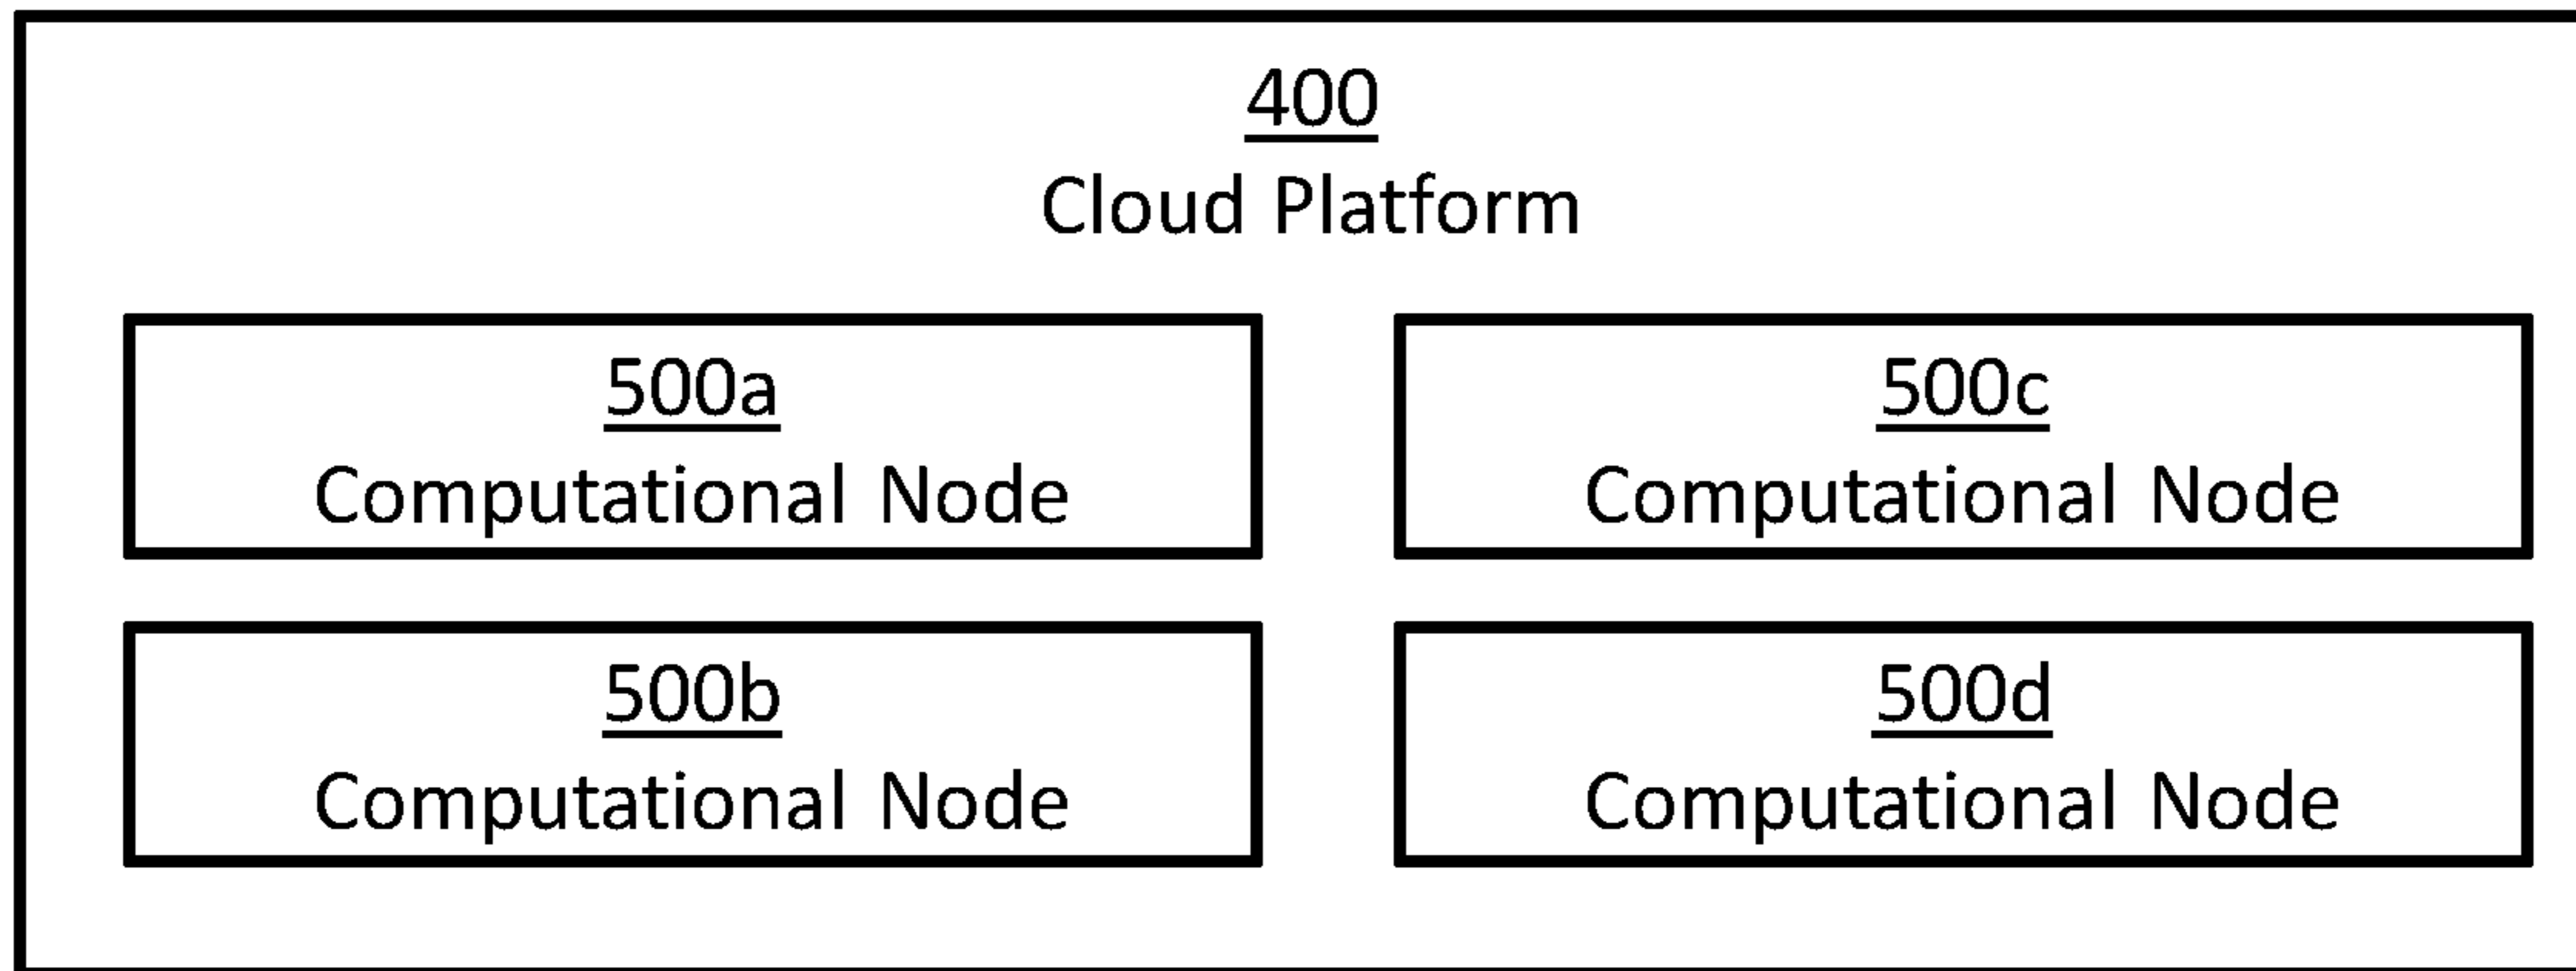 400
Cloud Platform
500a
Computational Node
500c
Computational Node
500b
Computational Node
500d
Computational Node